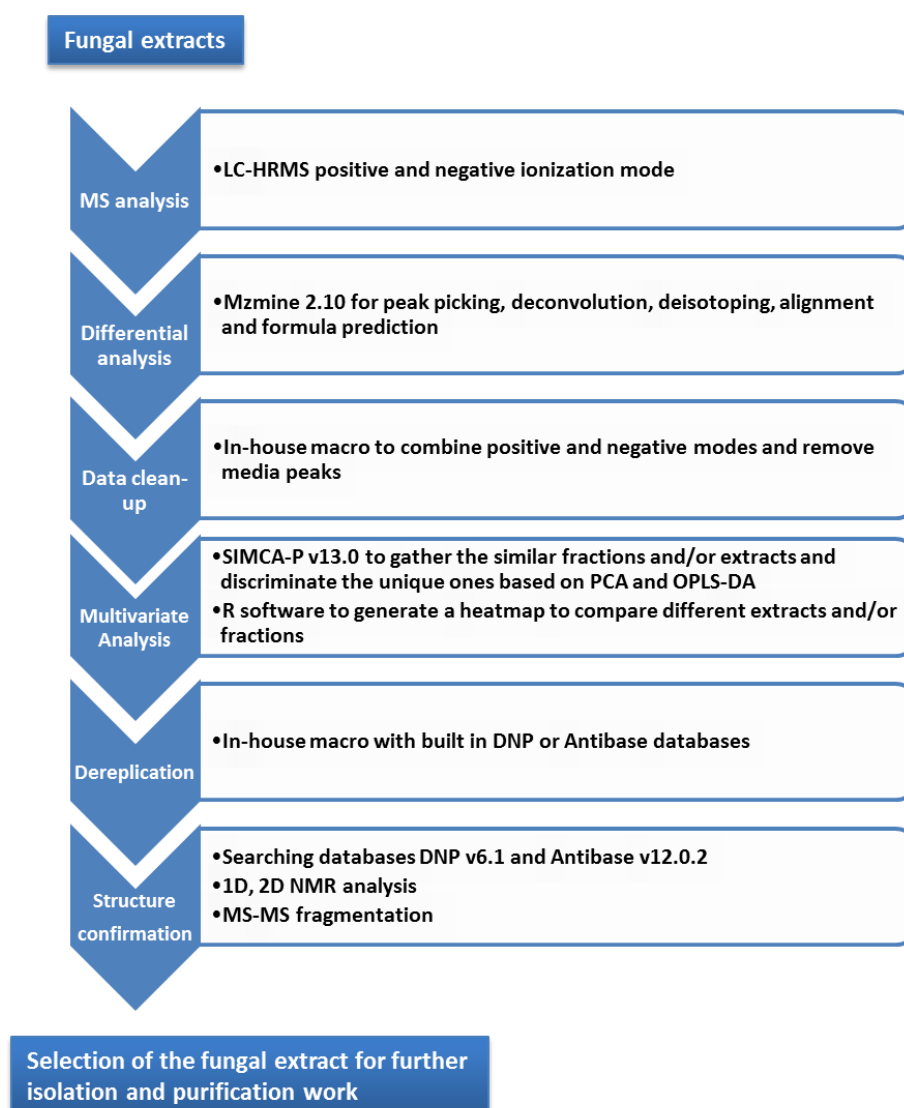 Fungal extracts
MS analysis
•LC-HRMS positive and negative ionization mode
Differential
analysis
•Mzmine 2.10 for peak picking, deconvolution, deisotoping, alignment
and formula prediction
Data clean-
up
•In-house macro to combine positive and negative modes and remove
media peaks
Multivariate
Analysis
•SIMCA-P v13.0 to gather the similar fractions and/or extracts and
discriminate the unique ones based on PCA and OPLS-DA
•R software to generate a heatmap to compare different extracts and/or
fractions
Dereplication
•In-house macro with built in DNP or Antibase databases
Structure
confirmation
•Searching databases DNP v6.1 and Antibase v12.0.2
•1D, 2D NMR analysis
•MS-MS fragmentation
Selection of the fungal extract for further
isolation and purification work